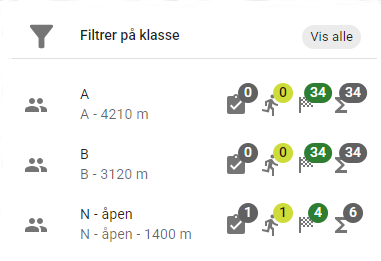 Filtrer på klasse
Vis alle
A
0 0 34 34
A - 4210 m
B
0 0 34 34
B - 3120 m
N - åpen
1 1 4 6
N - åpen - 1400 m